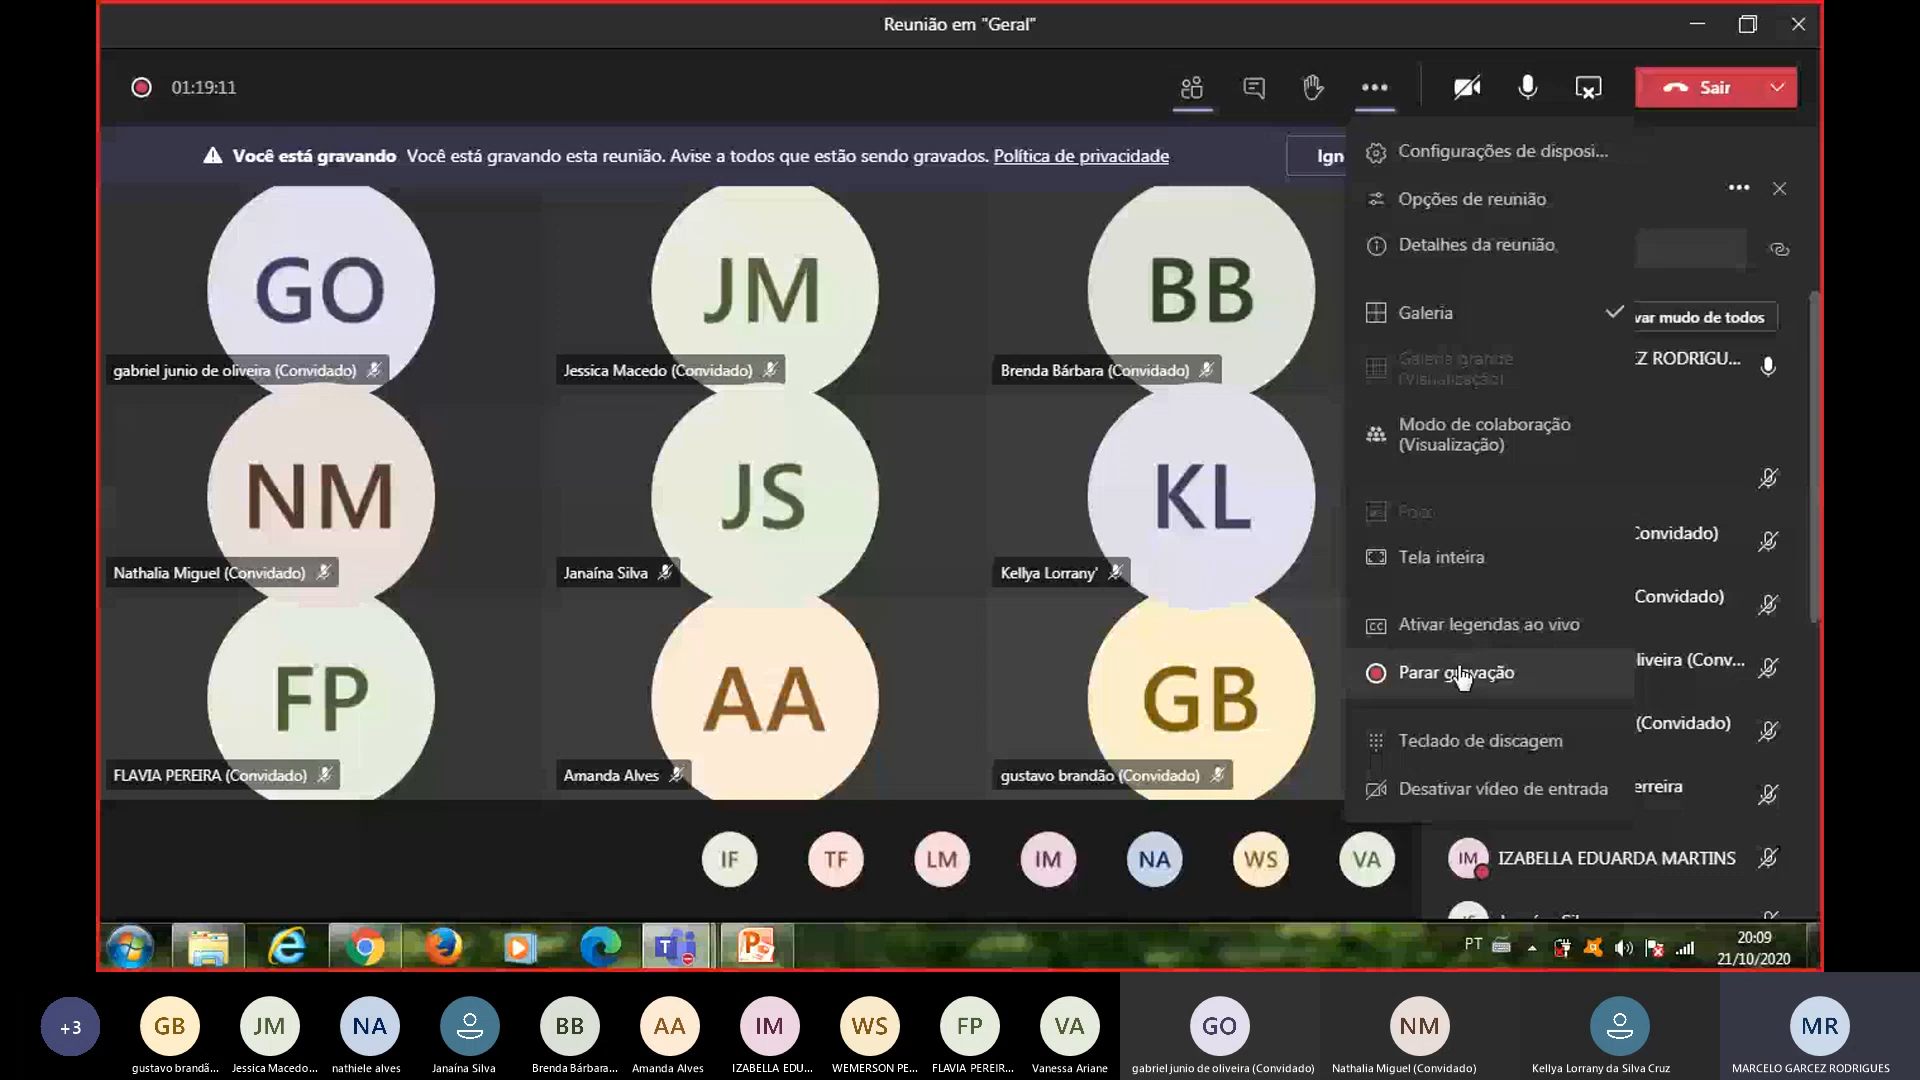 Reunião em "Geral"
01:19:11
Sair
Você está gravando Você está gravando esta reunião. Avise a todos que estão sendo gravados. Política de privacidade
Ign
Configurações de disposi...
Opções de reunião
Detalhes da reunião
Galeria
Galeria grande
(Visualização)
Modo de colaboração
(Visualização)
Foco
Tela inteira
CC Ativar legendas ao vivo
Parar gravação
Teclado de discagem
Desativar vídeo de entrada
var mudo de todos
EZ RODRIGU...
Convidado)
(Convidado)
liveira (Conv...
(Convidado)
erreira
IM IZABELLA EDUARDA MARTINS
GO
gabriel junio de oliveira (Convidado)
JM
Jessica Macedo (Convidado)
BB
Brenda Bárbara (Convidado)
NM
Nathalia Miguel (Convidado)
JS
Janaína Silva
KL
Kellya Lorrany'
FP
FLAVIA PEREIRA (Convidado)
AA
Amanda Alves
GB
gustavo brandão (Convidado)
IF TF LM IM NA WS VA
PT
20:09
21/10/2020
+3 GB JM NA BB AA IM WS FP VA GO NM MR
gustavo brandã... Jessica Macedo... nathiele alves Janaína Silva Brenda Bárbara... Amanda Alves IZABELLA EDU... WEMERSON PE... FLAVIA PEREIR... Vanessa Ariane gabriel junio de oliveira (Convidado) Nathalia Miguel (Convidado) Kellya Lorrany da Silva Cruz MARCELO GARCEZ RODRIGUES